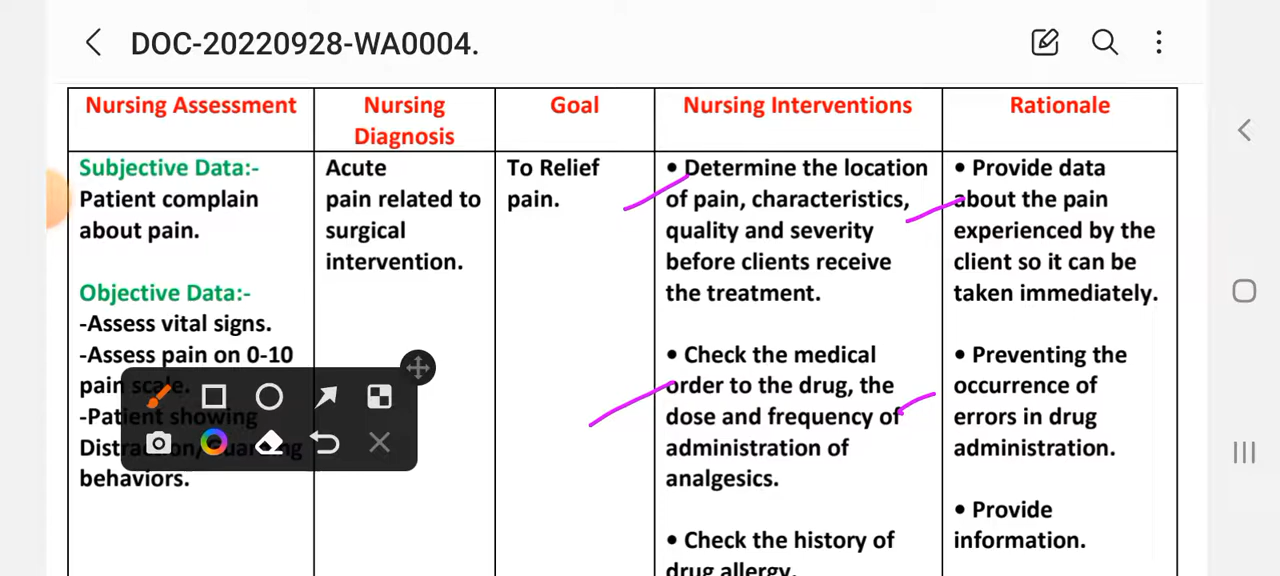 DOC-20220928-WA0004.
Nursing Assessment
Nursing
Diagnosis
Goal
Nursing Interventions
Rationale
Subjective Data:-
Patient complain
about pain.
Objective Data:-
-Assess vital signs.
-Assess pain on 0-10
pain scale.
-Patient showing
behaviors.
Acute
pain related to
surgical
intervention.
To Relief
pain.
• Determine the location
of pain, characteristics,
quality and severity
before clients receive
the treatment.
• Check the medical
order to the drug, the
dose and frequency of
administration of
analgesics.
• Check the history of
drug allergy.
• Provide data
about the pain
experienced by the
client so it can be
taken immediately.
• Preventing the
occurrence of
errors in drug
administration.
• Provide
information.